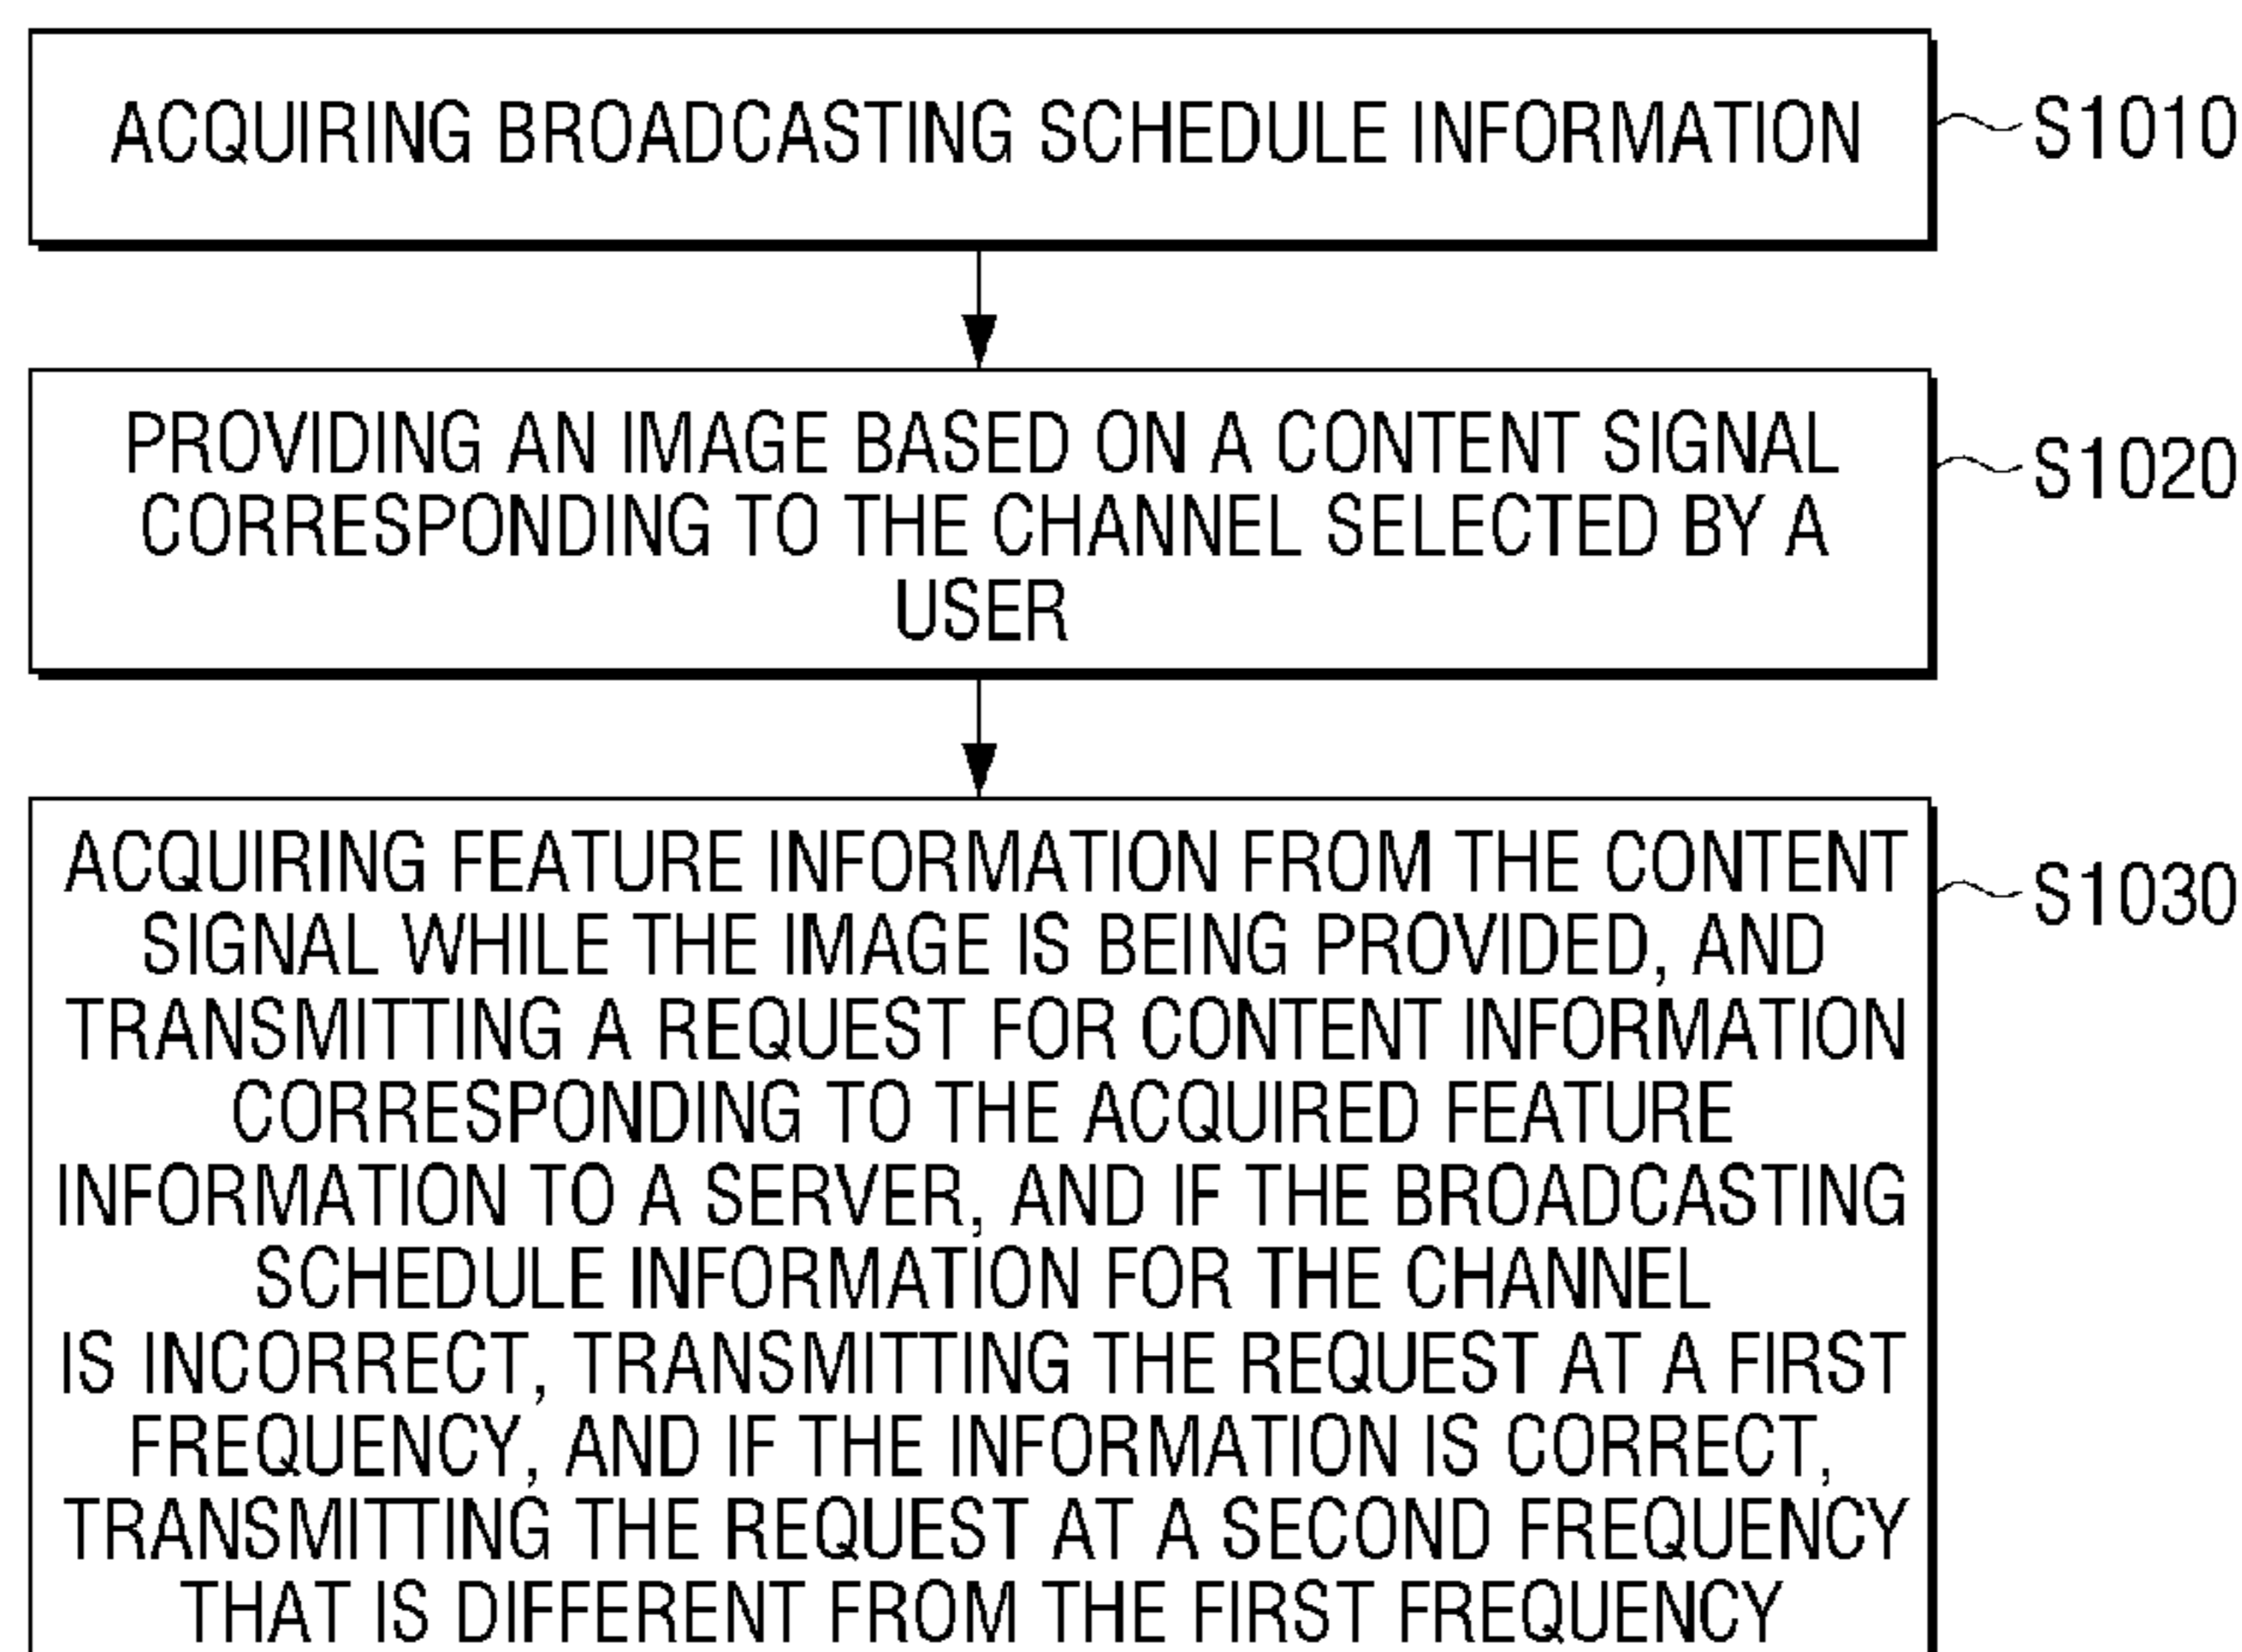 ACQUIRING BROADCASTING SCHEDULE INFORMATION
S1010
PROVIDING AN IMAGE BASED ON A CONTENT SIGNAL
CORRESPONDING TO THE CHANNEL SELECTED BY A
USER
S1020
ACQUIRING FEATURE INFORMATION FROM THE CONTENT
SIGNAL WHILE THE IMAGE IS BEING PROVIDED, AND
TRANSMITTING A REQUEST FOR CONTENT INFORMATION
CORRESPONDING TO THE ACQUIRED FEATURE
INFORMATION TO A SERVER, AND IF THE BROADCASTING
SCHEDULE INFORMATION FOR THE CHANNEL
IS INCORRECT, TRANSMITTING THE REQUEST AT A FIRST
FREQUENCY, AND IF THE INFORMATION IS CORRECT,
TRANSMITTING THE REQUEST AT A SECOND FREQUENCY
THAT IS DIFFERENT FROM THE FIRST FREQUENCY
S1030